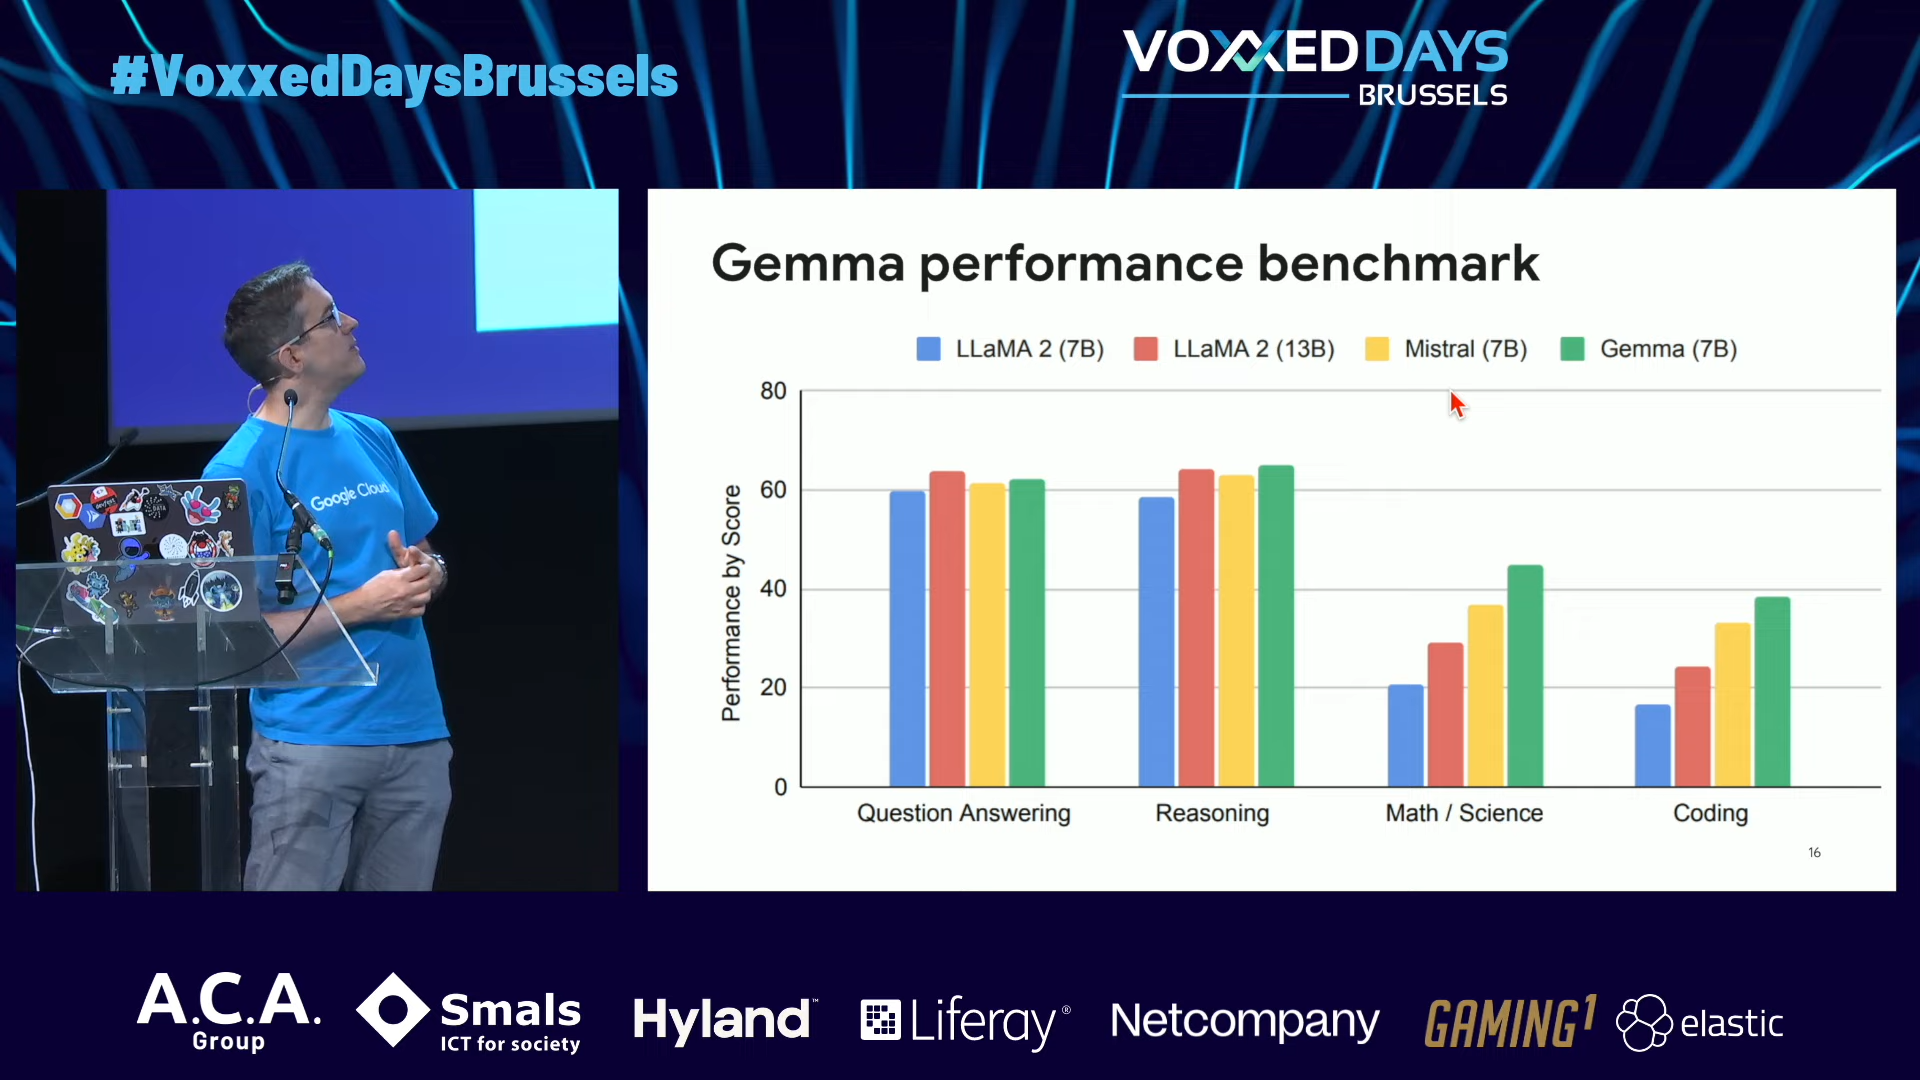 #VoxxedDaysBrussels
VOXXEDDAYS
BRUSSELS
Google Cloud
Gemma performance benchmark
LLaMA 2 (7B)
LLaMA 2 (13B)
Mistral (7B)
Gemma (7B)
Performance by Score
80
60
40
20
0
Question Answering
Reasoning
Math / Science
Coding
16
A.C.A.
Group
Smals
ICT for society
Hyland™
Liferay®
Netcompany
GAMING1
elastic